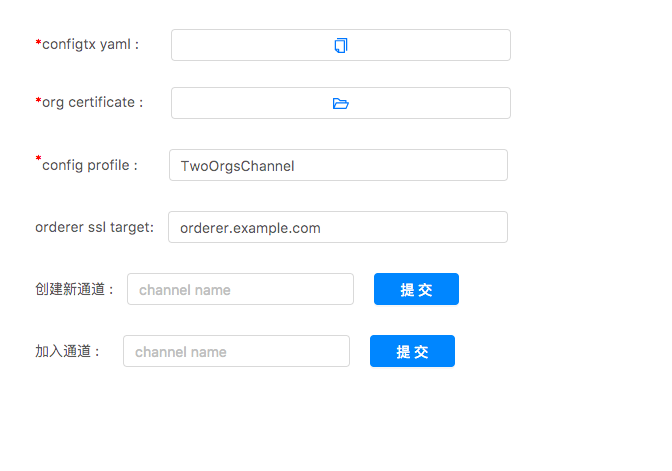 *configtx yaml :
*org certificate :
*config profile : TwoOrgsChannel
orderer ssl target: orderer.example.com
创建新通道 : channel name 提 交
加入通道 : channel name 提 交